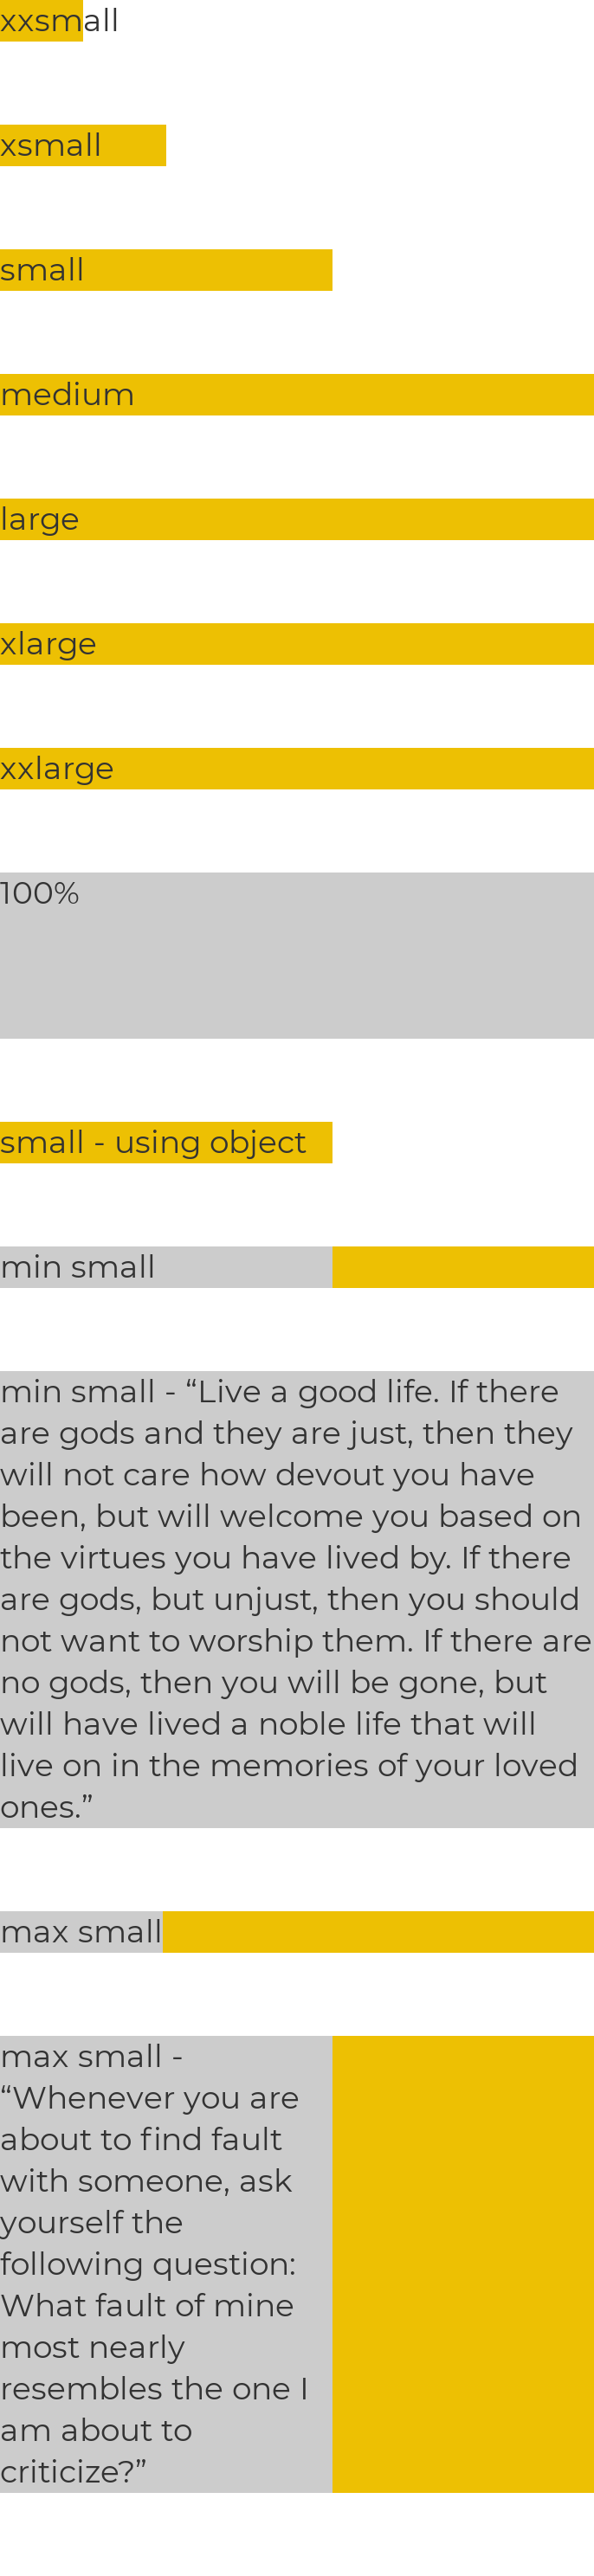 xxsmall
xsmall
small
medium
large
xlarge
xxlarge
100%
small - using object
min small
min small - “Live a good life. If there
are gods and they are just, then they
will not care how devout you have
been, but will welcome you based on
the virtues you have lived by. If there
are gods, but unjust, then you should
not want to worship them. If there are
no gods, then you will be gone, but
will have lived a noble life that will
live on in the memories of your loved
ones.”
max small
max small -
“Whenever you are
about to find fault
with someone, ask
yourself the
following question:
What fault of mine
most nearly
resembles the one I
am about to
criticize?”